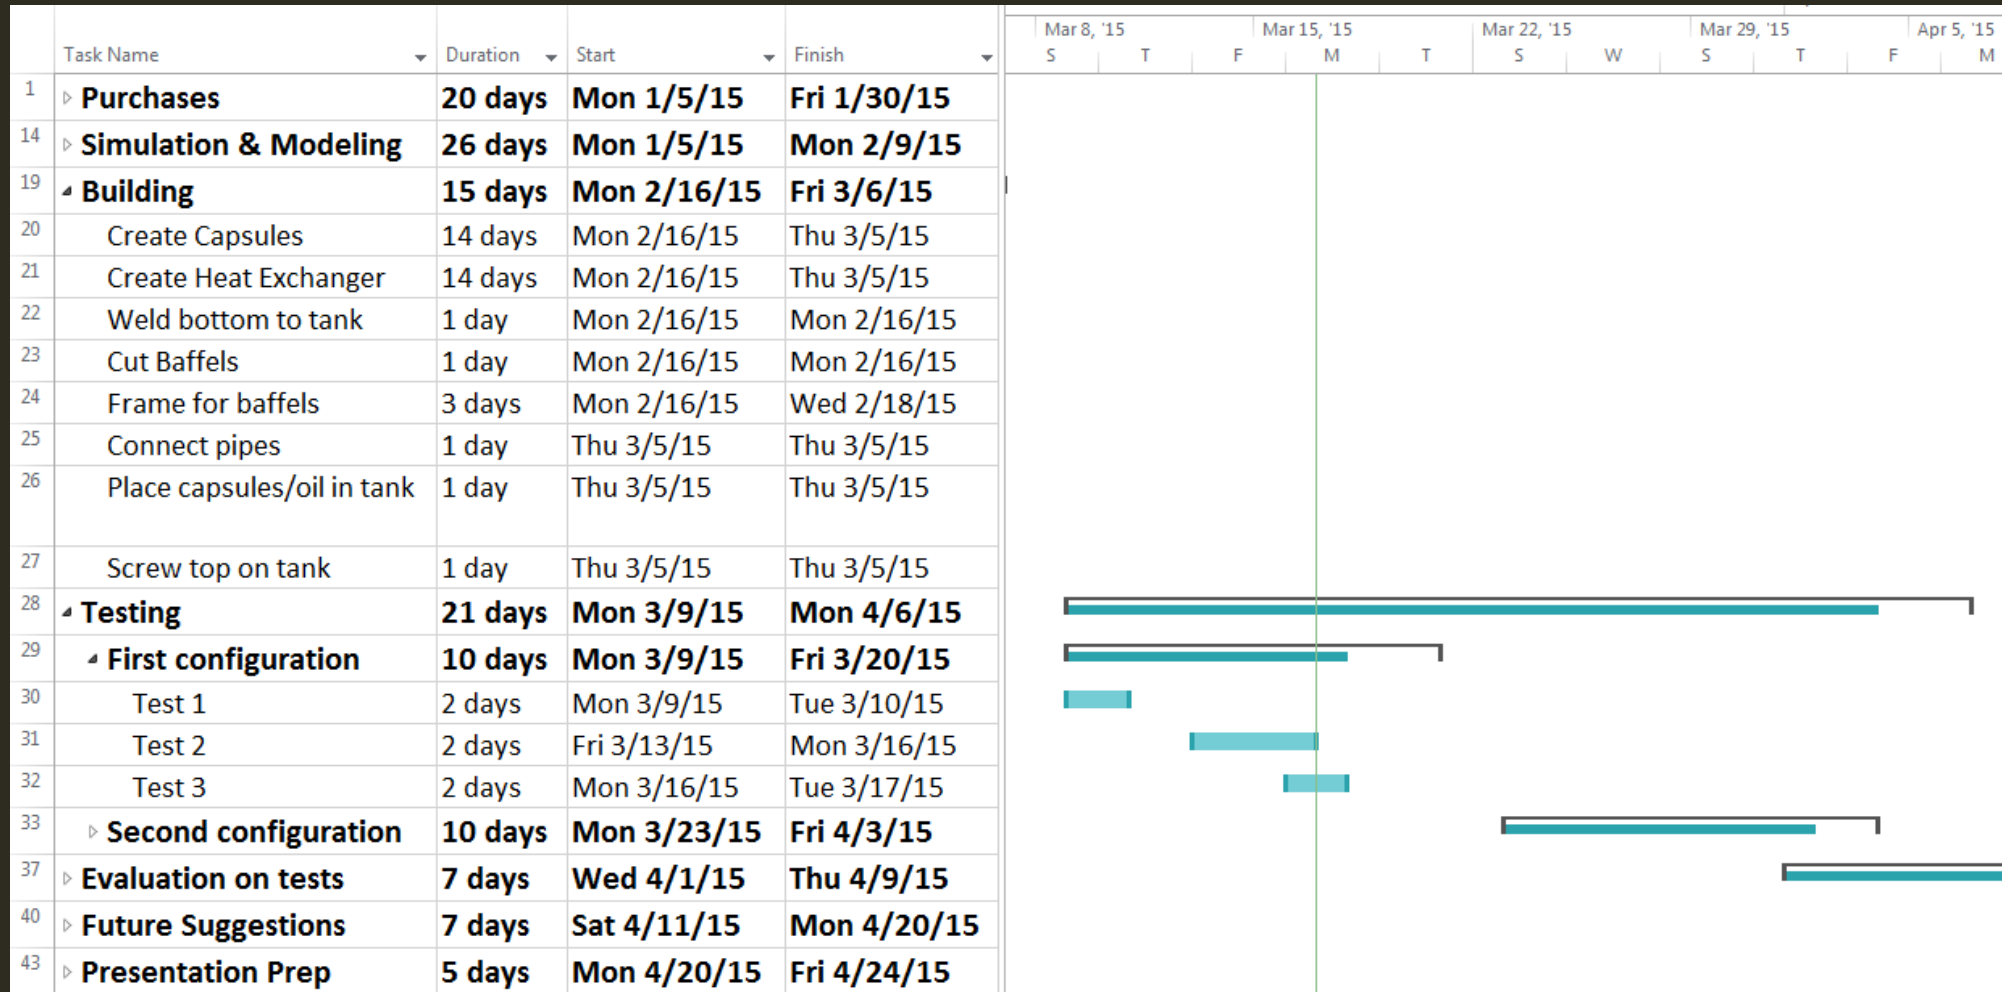 Mar 8, '15 Mar 15, '15 Mar 22, '15 Mar 29, '15 Apr 5, '15
Task Name Duration Start Finish S T F M T S W S T F M
1 Purchases 20 days Mon 1/5/15 Fri 1/30/15
14 Simulation & Modeling 26 days Mon 1/5/15 Mon 2/9/15
19 Building 15 days Mon 2/16/15 Fri 3/6/15
20 Create Capsules 14 days Mon 2/16/15 Thu 3/5/15
21 Create Heat Exchanger 14 days Mon 2/16/15 Thu 3/5/15
22 Weld bottom to tank 1 day Mon 2/16/15 Mon 2/16/15
23 Cut Baffels 1 day Mon 2/16/15 Mon 2/16/15
24 Frame for baffels 3 days Mon 2/16/15 Wed 2/18/15
25 Connect pipes 1 day Thu 3/5/15 Thu 3/5/15
26 Place capsules/oil in tank 1 day Thu 3/5/15 Thu 3/5/15
27 Screw top on tank 1 day Thu 3/5/15 Thu 3/5/15
28 Testing 21 days Mon 3/9/15 Mon 4/6/15
29 First configuration 10 days Mon 3/9/15 Fri 3/20/15
30 Test 1 2 days Mon 3/9/15 Tue 3/10/15
31 Test 2 2 days Fri 3/13/15 Mon 3/16/15
32 Test 3 2 days Mon 3/16/15 Tue 3/17/15
33 Second configuration 10 days Mon 3/23/15 Fri 4/3/15
37 Evaluation on tests 7 days Wed 4/1/15 Thu 4/9/15
40 Future Suggestions 7 days Sat 4/11/15 Mon 4/20/15
43 Presentation Prep 5 days Mon 4/20/15 Fri 4/24/15